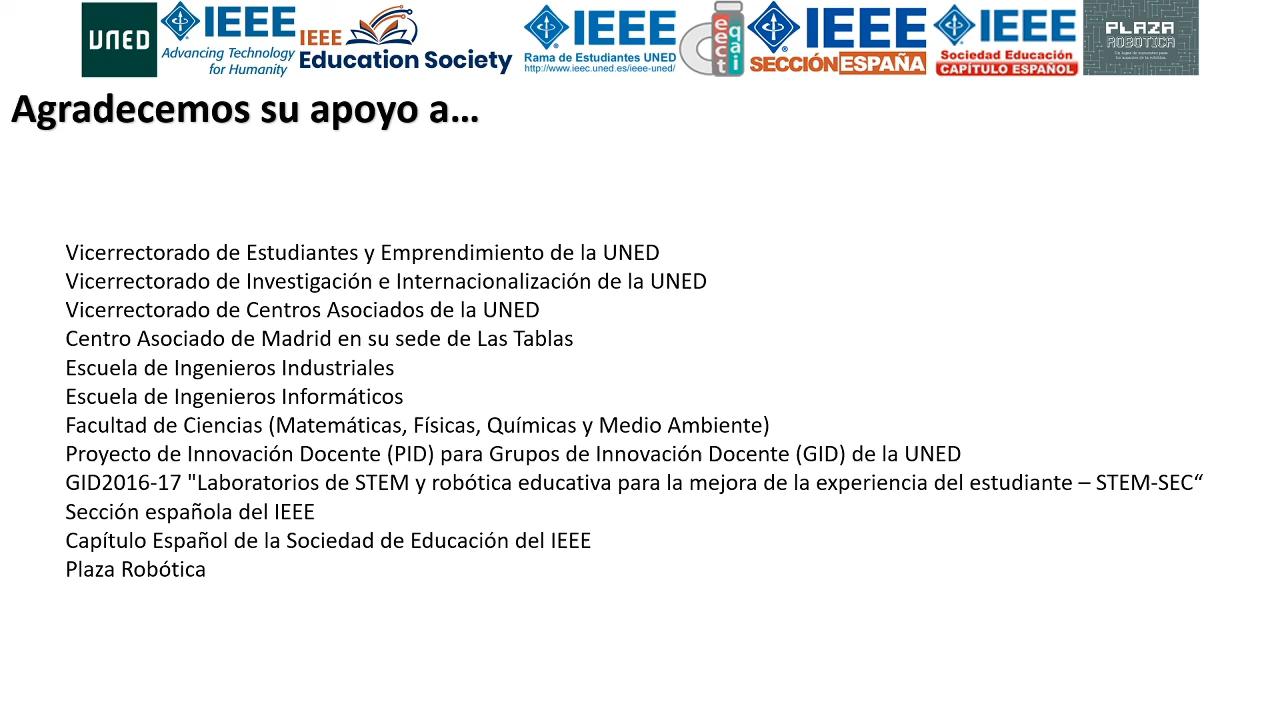 UNED
IEEE
Advancing Technology
for Humanity
IEEE
Education Society
IEEE
Rama de Estudiantes UNED
http://www.ieec.uned.es/ieee-uned/
IEEE
SECCIÓN ESPAÑA
IEEE
Sociedad Educación
CAPÍTULO ESPAÑOL
PLAZA
ROBOTICA
Agradecemos su apoyo a…
Vicerrectorado de Estudiantes y Emprendimiento de la UNED
Vicerrectorado de Investigación e Internacionalización de la UNED
Vicerrectorado de Centros Asociados de la UNED
Centro Asociado de Madrid en su sede de Las Tablas
Escuela de Ingenieros Industriales
Escuela de Ingenieros Informáticos
Facultad de Ciencias (Matemáticas, Físicas, Químicas y Medio Ambiente)
Proyecto de Innovación Docente (PID) para Grupos de Innovación Docente (GID) de la UNED
GID2016-17 "Laboratorios de STEM y robótica educativa para la mejora de la experiencia del estudiante – STEM-SEC“
Sección española del IEEE
Capítulo Español de la Sociedad de Educación del IEEE
Plaza Robótica